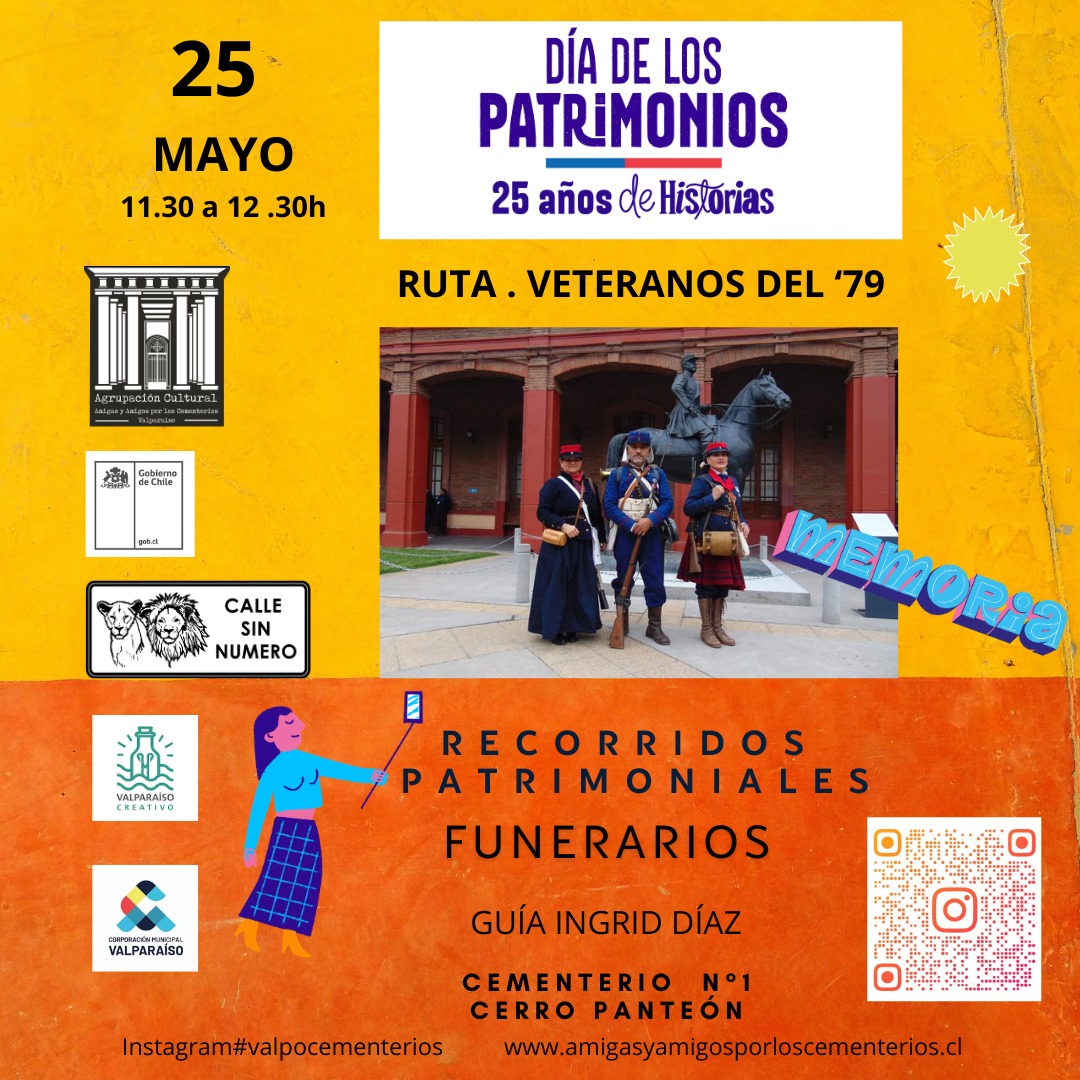 25
MAYO
11.30 a 12 .30h
DÍA DE LOS
PATRiMONIOS
25 años de Historias
RUTA . VETERANOS DEL ‘79
Agrupación Cultural
Amigas y Amigos por los Cementerios
Valparaíso
Gobierno
de Chile
gob.cl
CALLE
SIN
NUMERO
MEMORiA
VALPARAÍSO
CREATIVO
CORPORACIÓN MUNICIPAL
VALPARAÍSO
RECORRIDOS
PATRIMONIALES
FUNERARIOS
GUÍA INGRID DÍAZ
CEMENTERIO N°1
CERRO PANTEÓN
Instagram#valpocementerios
www.amigasyamigosporloscementerios.cl